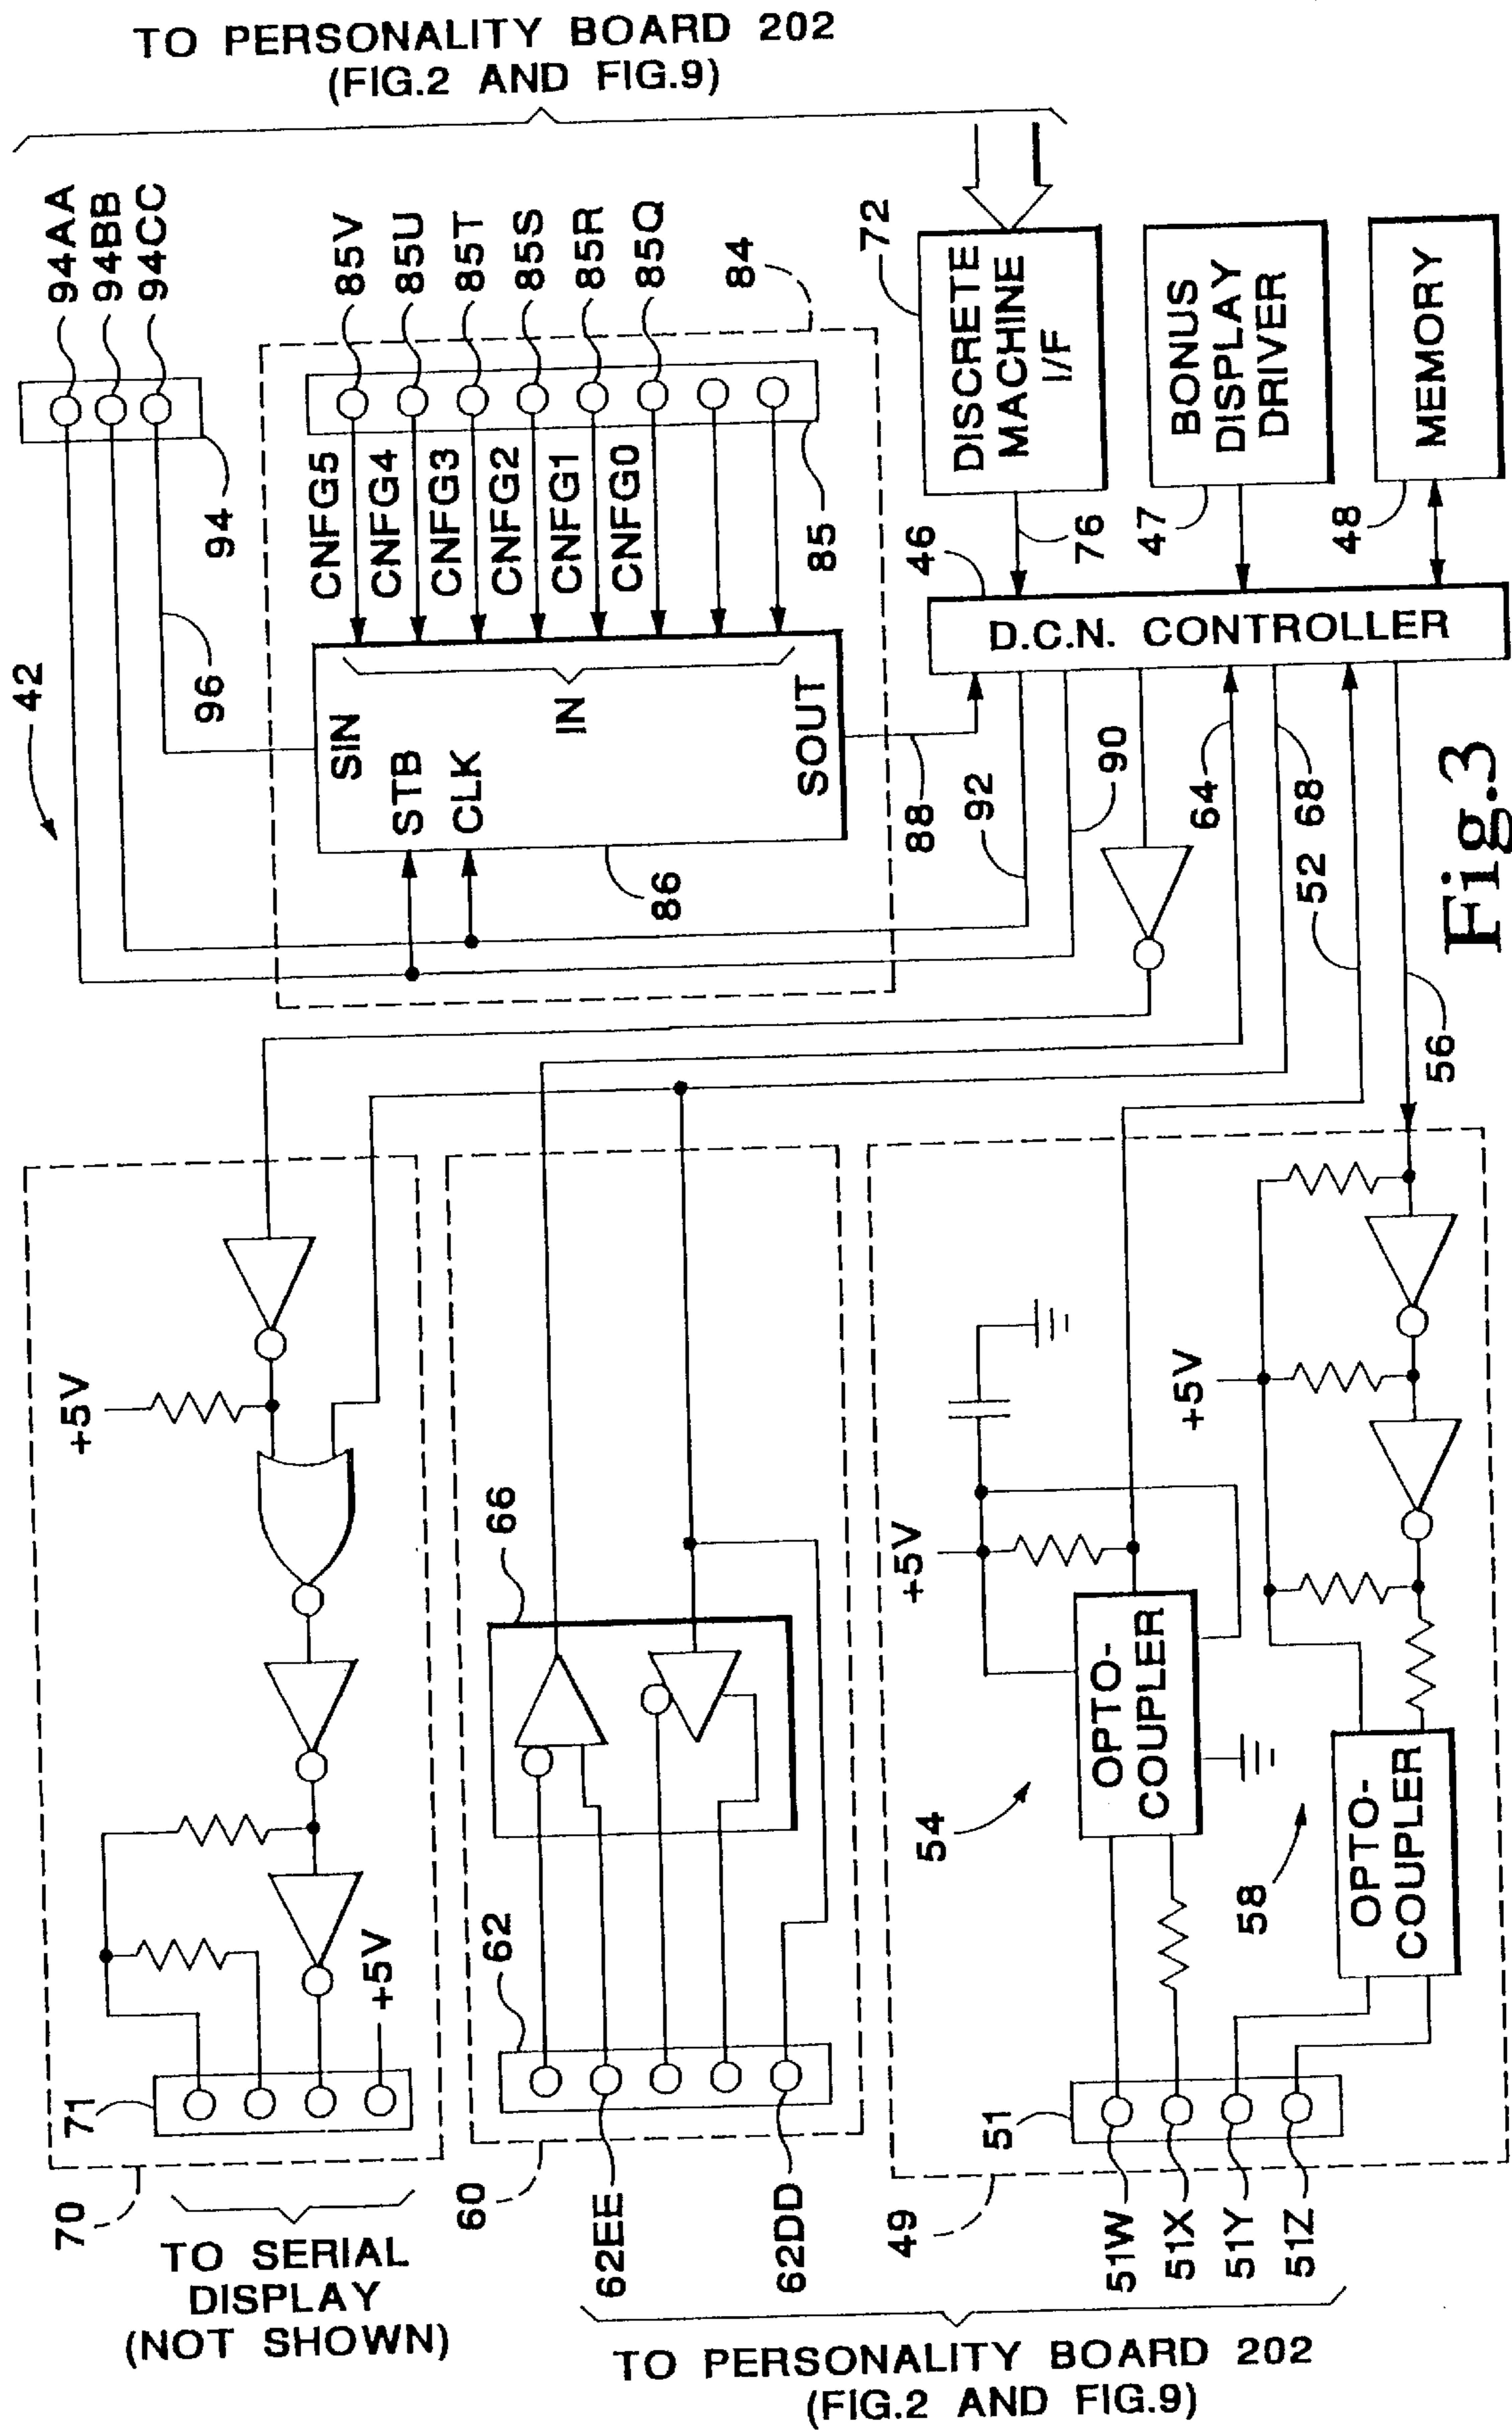 TO PERSONALITY BOARD 202
(FIG.2 AND FIG.9)
94AA
94BB
94CC
94
96
42
85V
85U
85T
85S
85R
85Q
84
CNFG5
CNFG4
CNFG3
CNFG2
CNFG1
CNFG0
85
SIN
STB
CLK
IN
SOUT
86
88
72
DISCRETE
MACHINE
I/F
76
BONUS
DISPLAY
DRIVER
47
MEMORY
48
46
D.C.N. CONTROLLER
92
90
64
68
52
56
Fig.3
+5V
+5V
71
70
TO SERIAL
DISPLAY
(NOT SHOWN)
66
62
60
62EE
62DD
+5V
+5V
OPTO-
COUPLER
54
OPTO-
COUPLER
58
51
49
51W
51X
51Y
51Z
TO PERSONALITY BOARD 202
(FIG.2 AND FIG.9)